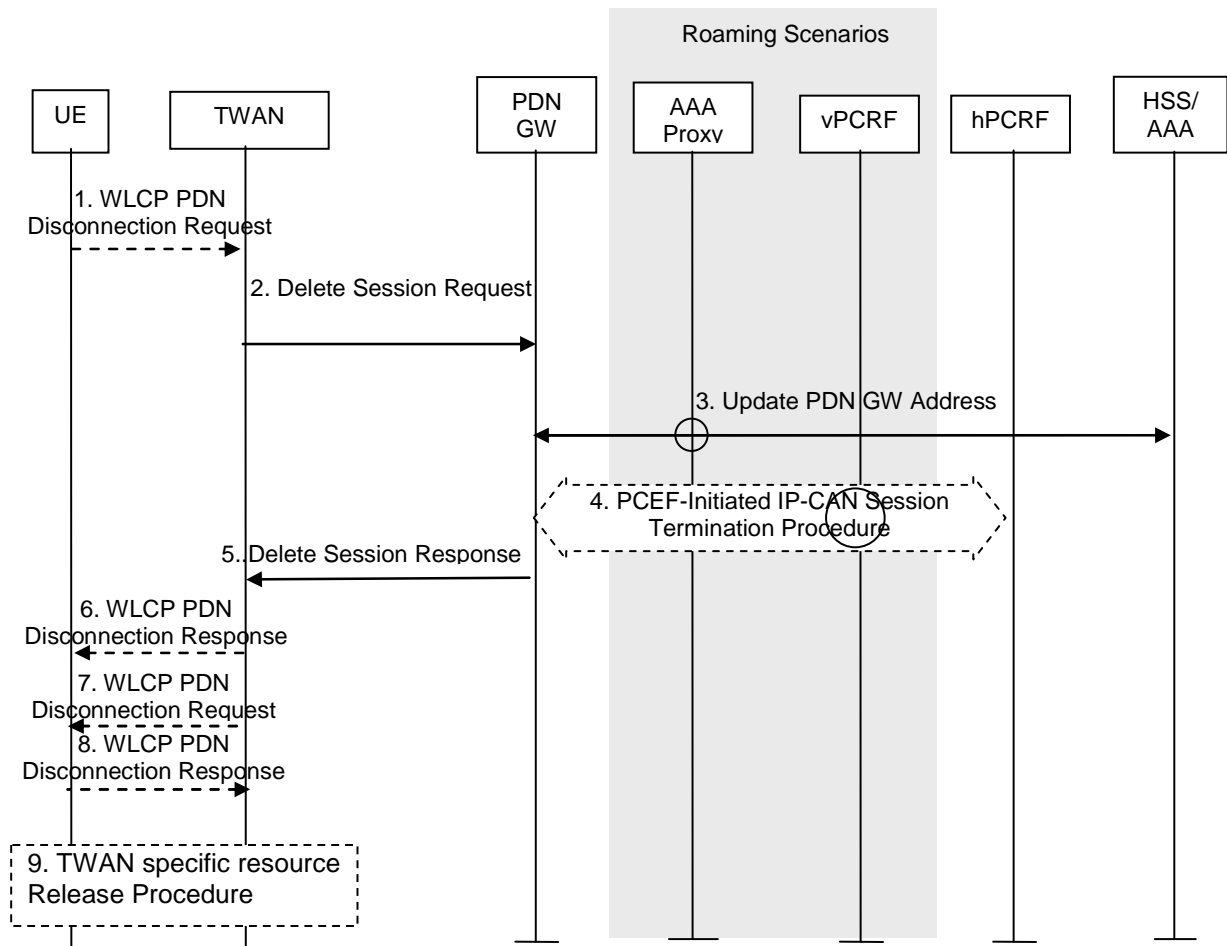 Roaming Scenarios
UE
TWAN
PDN
GW
AAA
Proxy
vPCRF
hPCRF
HSS/
AAA
1. WLCP PDN
Disconnection Request
2. Delete Session Request
3. Update PDN GW Address
4. PCEF-Initiated IP-CAN Session
Termination Procedure
5..Delete Session Response
6. WLCP PDN
Disconnection Response
7. WLCP PDN
Disconnection Request
8. WLCP PDN
Disconnection Response
9. TWAN specific resource
Release Procedure